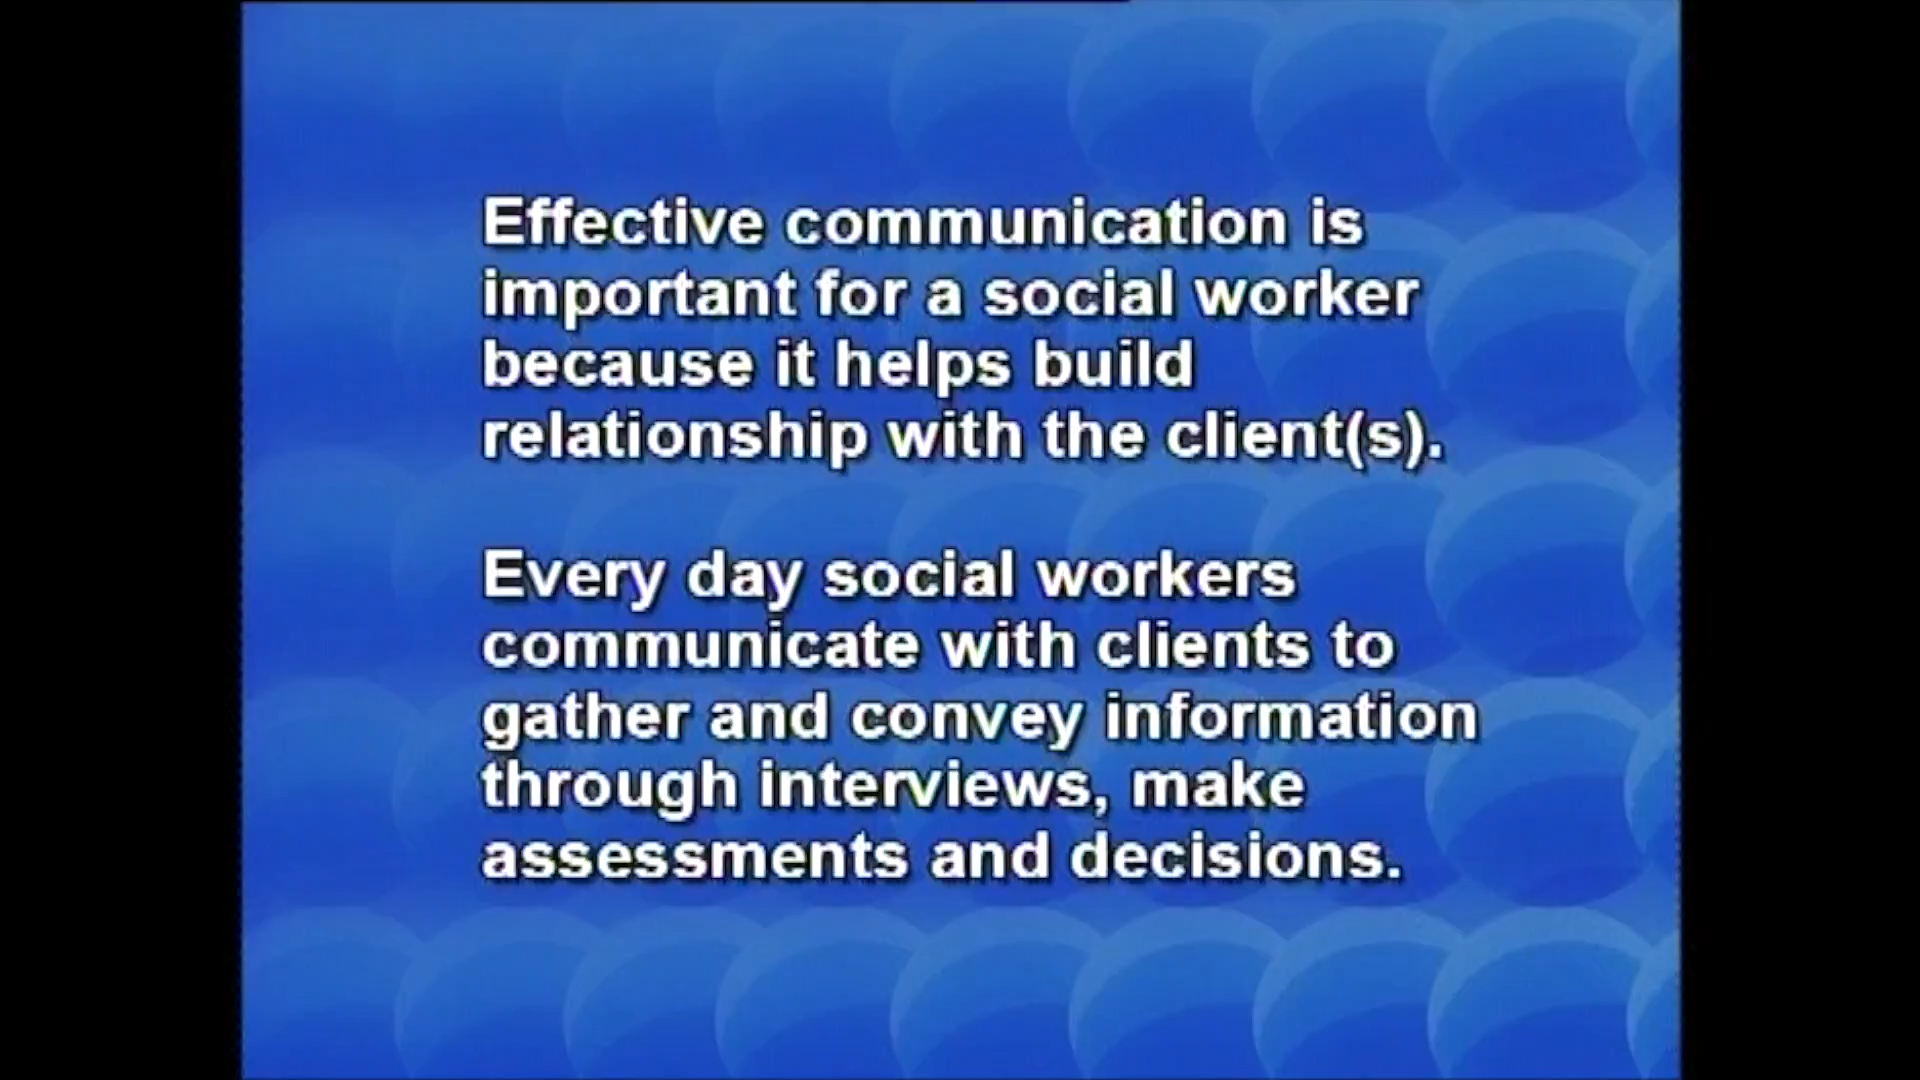 Effective communication is
important for a social worker
because it helps build
relationship with the client(s).
Every day social workers
communicate with clients to
gather and convey information
through interviews, make
assessments and decisions.